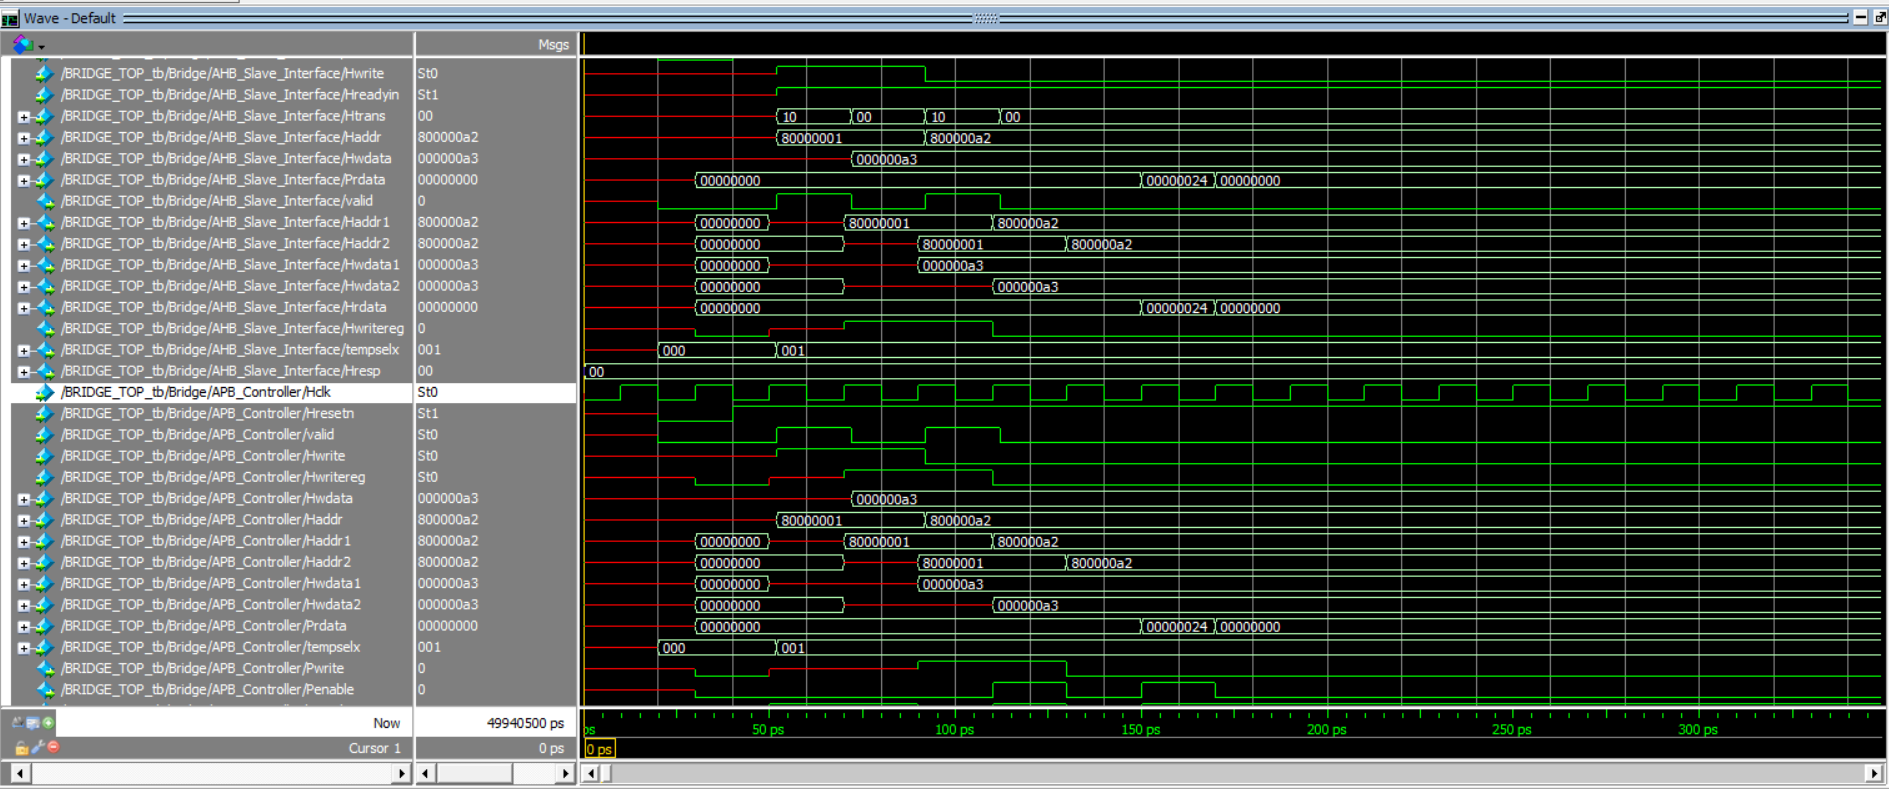 Wave - Default
Msgs
/BRIDGE_TOP_tb/Bridge/AHB_Slave_Interface/Hwrite St0
/BRIDGE_TOP_tb/Bridge/AHB_Slave_Interface/Hreadyin St1
/BRIDGE_TOP_tb/Bridge/AHB_Slave_Interface/Htrans 00 10 00 10 00
/BRIDGE_TOP_tb/Bridge/AHB_Slave_Interface/Haddr 800000a2 80000001 800000a2
/BRIDGE_TOP_tb/Bridge/AHB_Slave_Interface/Hwdata 000000a3 000000a3
/BRIDGE_TOP_tb/Bridge/AHB_Slave_Interface/Prdata 00000000 00000000 00000024 00000000
/BRIDGE_TOP_tb/Bridge/AHB_Slave_Interface/valid 0
/BRIDGE_TOP_tb/Bridge/AHB_Slave_Interface/Haddr1 800000a2 00000000 80000001 800000a2
/BRIDGE_TOP_tb/Bridge/AHB_Slave_Interface/Haddr2 800000a2 00000000 80000001 800000a2
/BRIDGE_TOP_tb/Bridge/AHB_Slave_Interface/Hwdata1 000000a3 00000000 000000a3
/BRIDGE_TOP_tb/Bridge/AHB_Slave_Interface/Hwdata2 000000a3 00000000 000000a3
/BRIDGE_TOP_tb/Bridge/AHB_Slave_Interface/Hrdata 00000000 00000000 00000024 00000000
/BRIDGE_TOP_tb/Bridge/AHB_Slave_Interface/Hwritereg 0
/BRIDGE_TOP_tb/Bridge/AHB_Slave_Interface/tempselx 001 000 001
/BRIDGE_TOP_tb/Bridge/AHB_Slave_Interface/Hresp 00 00
/BRIDGE_TOP_tb/Bridge/APB_Controller/Hclk St0
/BRIDGE_TOP_tb/Bridge/APB_Controller/Hresetn St1
/BRIDGE_TOP_tb/Bridge/APB_Controller/valid St0
/BRIDGE_TOP_tb/Bridge/APB_Controller/Hwrite St0
/BRIDGE_TOP_tb/Bridge/APB_Controller/Hwritereg St0
/BRIDGE_TOP_tb/Bridge/APB_Controller/Hwdata 000000a3 000000a3
/BRIDGE_TOP_tb/Bridge/APB_Controller/Haddr 800000a2 80000001 800000a2
/BRIDGE_TOP_tb/Bridge/APB_Controller/Haddr1 800000a2 00000000 80000001 800000a2
/BRIDGE_TOP_tb/Bridge/APB_Controller/Haddr2 800000a2 00000000 80000001 800000a2
/BRIDGE_TOP_tb/Bridge/APB_Controller/Hwdata1 000000a3 00000000 000000a3
/BRIDGE_TOP_tb/Bridge/APB_Controller/Hwdata2 000000a3 00000000 000000a3
/BRIDGE_TOP_tb/Bridge/APB_Controller/Prdata 00000000 00000000 00000024 00000000
/BRIDGE_TOP_tb/Bridge/APB_Controller/tempselx 001 000 001
/BRIDGE_TOP_tb/Bridge/APB_Controller/Pwrite 0
/BRIDGE_TOP_tb/Bridge/APB_Controller/Penable 0
Now 49940500 ps ps 50 ps 100 ps 150 ps 200 ps 250 ps 300 ps
Cursor 1 0 ps 0 ps